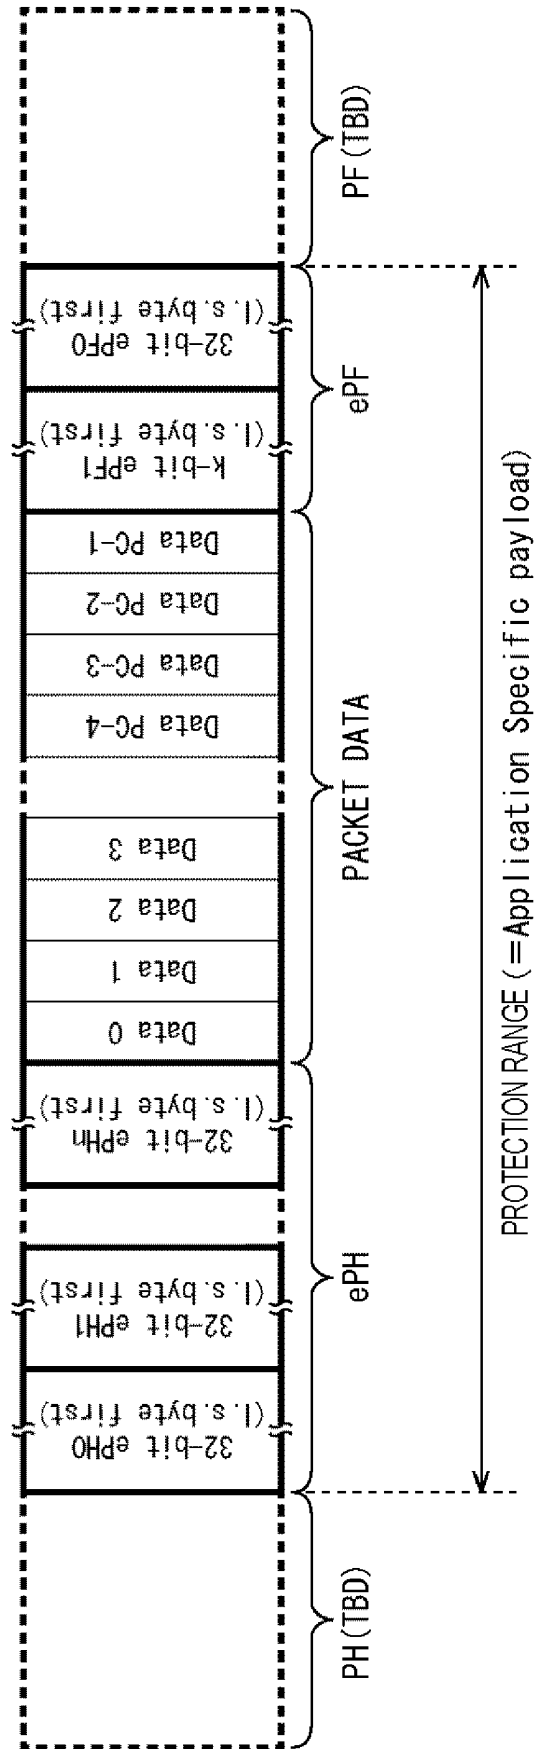 PH(TBD)
32-bit ePH0
(l.s.byte first)
32-bit ePH1
(l.s.byte first)
32-bit ePHn
(l.s.byte first)
ePH
Data 0
Data 1
Data 2
Data 3
Data PC-4
Data PC-3
Data PC-2
Data PC-1
PACKET DATA
k-bit ePF1
(l.s.byte first)
32-bit ePF0
(l.s.byte first)
ePF
PF(TBD)
PROTECTION RANGE (=Application Specific payload)